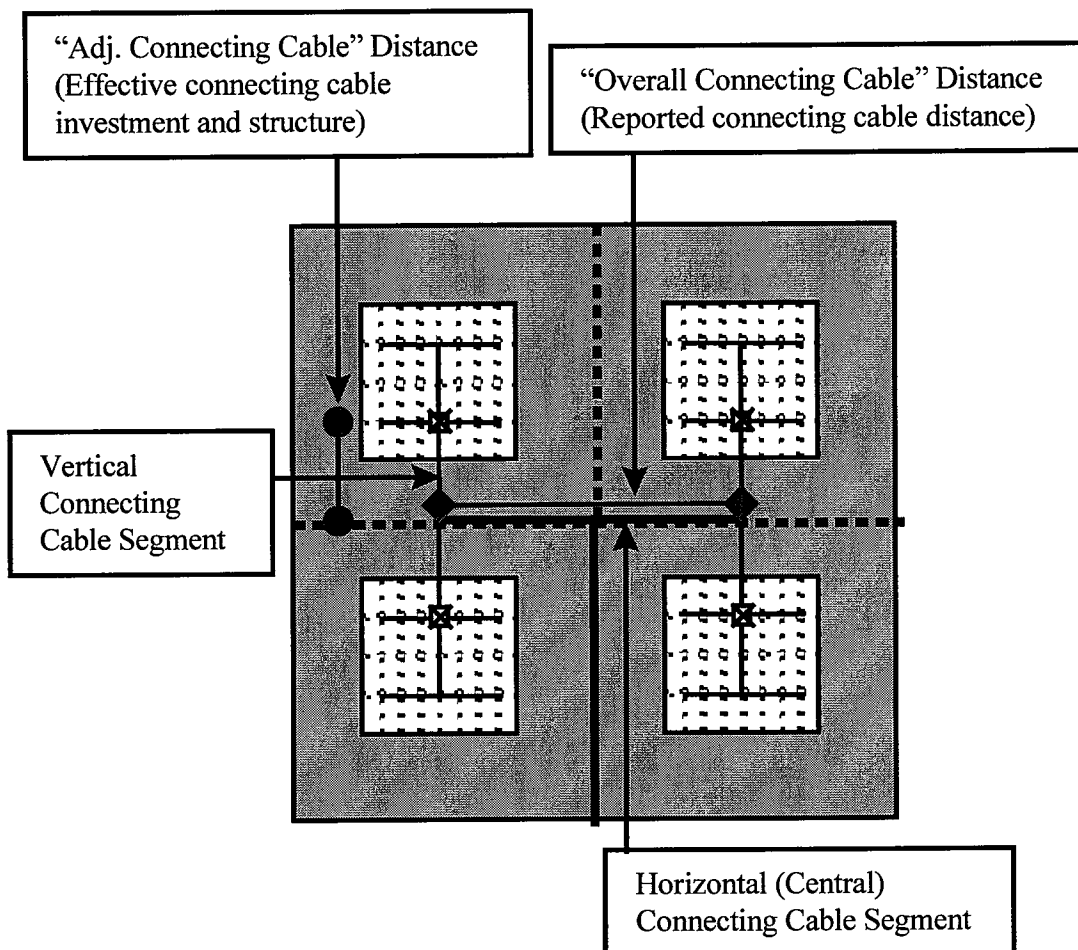 “Adj. Connecting Cable” Distance
(Effective connecting cable
investment and structure)
“Overall Connecting Cable” Distance
(Reported connecting cable distance)
Vertical
Connecting
Cable Segment
Horizontal (Central)
Connecting Cable Segment